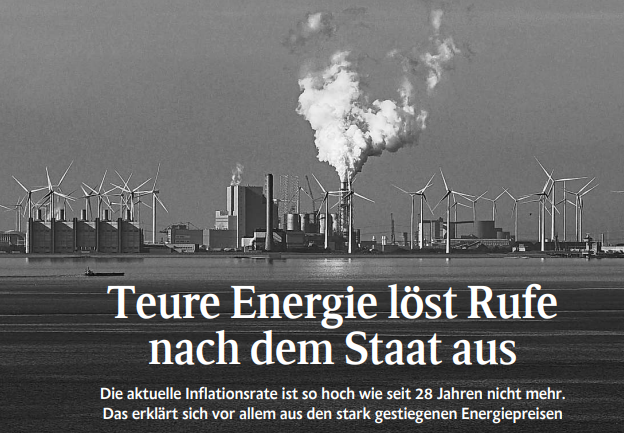 Teure Energie löst Rufe
nach dem Staat aus
Die aktuelle Inflationsrate ist so hoch wie seit 28 Jahren nicht mehr.
Das erklärt sich vor allem aus den stark gestiegenen Energiepreisen